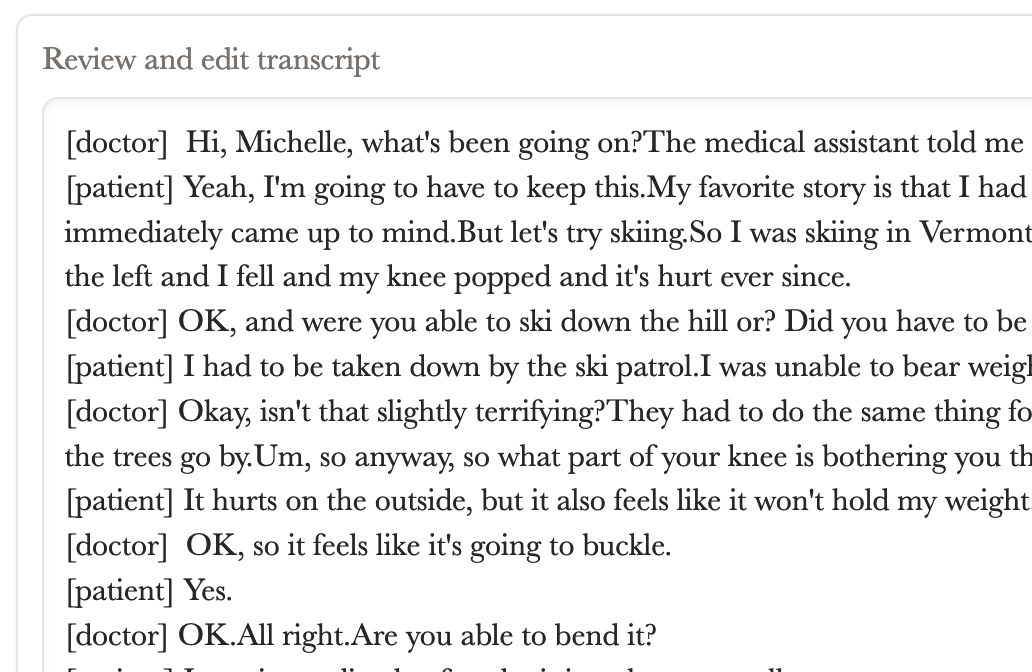 Review and edit transcript
[doctor]  Hi, Michelle, what's been going on?The medical assistant told me
[patient] Yeah, I'm going to have to keep this.My favorite story is that I had
immediately came up to mind.But let's try skiing.So I was skiing in Vermont
the left and I fell and my knee popped and it's hurt ever since.
[doctor] OK, and were you able to ski down the hill or? Did you have to be
[patient] I had to be taken down by the ski patrol.I was unable to bear
[doctor] Okay, isn't that slightly terrifying?They had to do the same thing
the trees go by.Um, so anyway, so what part of your knee is bothering you
[patient] It hurts on the outside, but it also feels like it won't hold my weight
[doctor]  OK, so it feels like it's going to buckle.
[patient] Yes.
[doctor] OK.All right.Are you able to bend it?